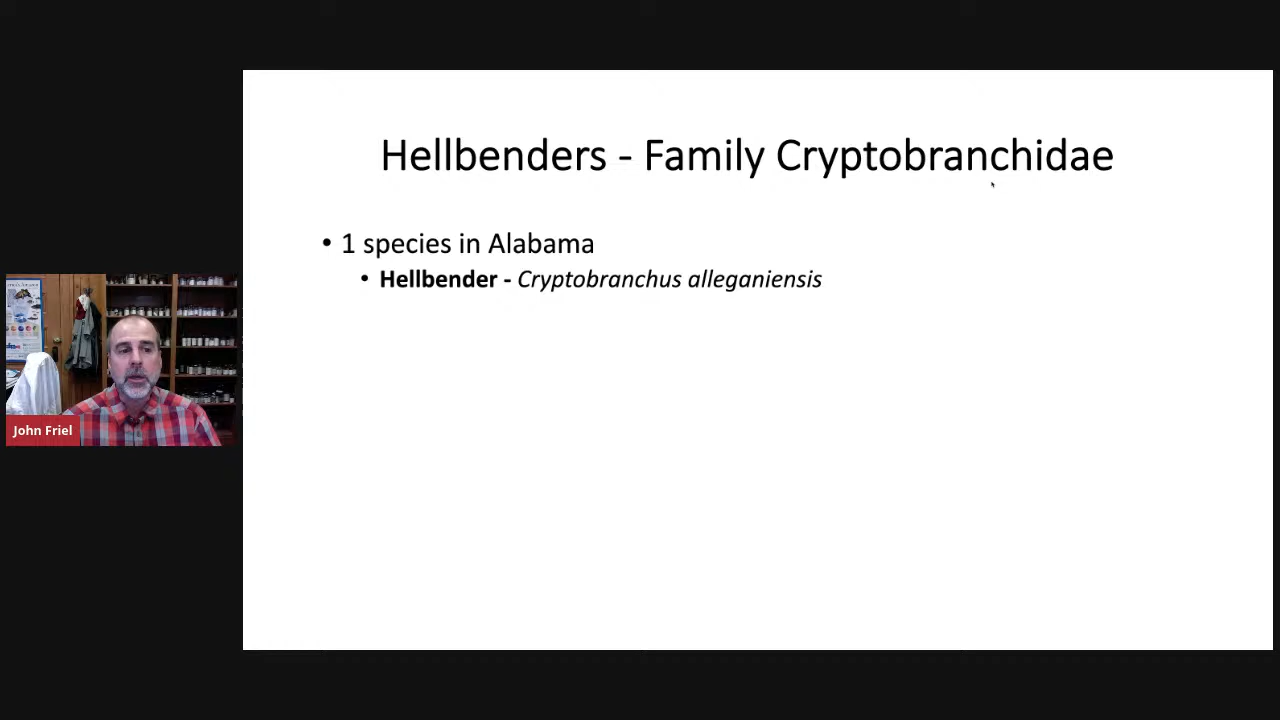 Hellbenders - Family Cryptobranchidae
• 1 species in Alabama
• Hellbender - Cryptobranchus alleganiensis
John Friel